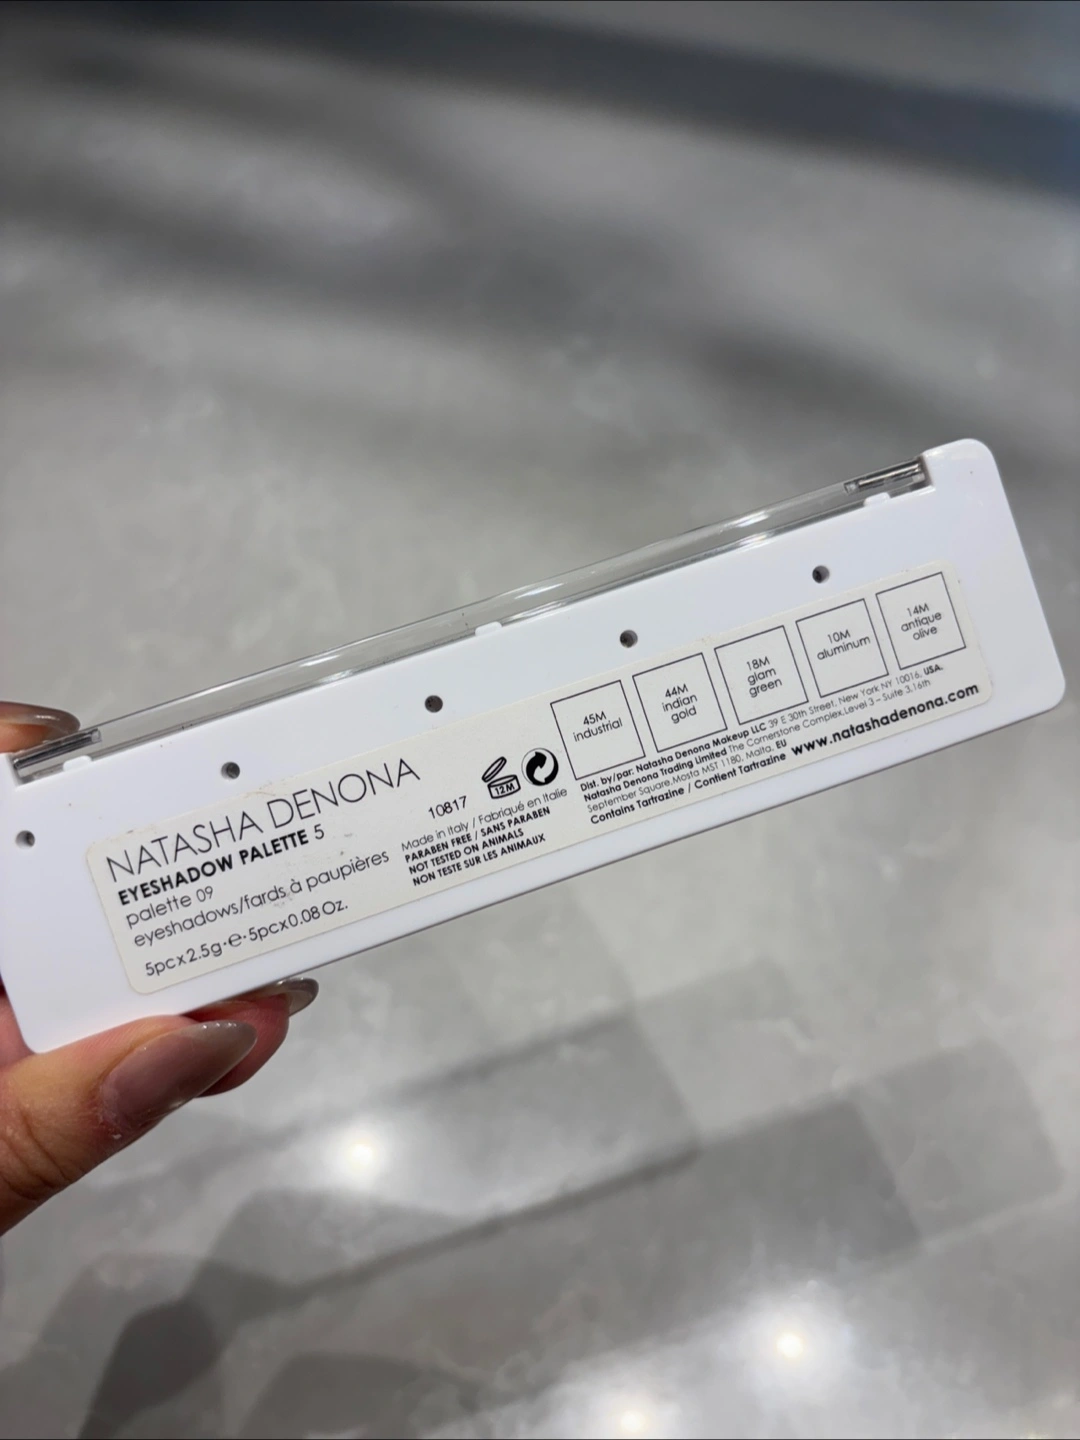 NATASHA DENONA
EYESHADOW PALETTE 5
palette 09
eyeshadows/fards à paupières
5pcx2.5g·e·5pcx0.08 Oz.
10817
12M
Made in Italy / Fabriqué en Italie
PARABEN FREE / SANS PARABEN
NOT TESTED ON ANIMALS
NON TESTE SUR LES ANIMAUX
45M
industrial
44M
indian
gold
18M
glam
green
10M
aluminum
14M
antique
olive
Dist. by/par: Natasha Denona Makeup LLC 39 E 30th Street, New York NY 10016, USA.
Natasha Denona Trading Limited The Cornerstone Complex,Level 3 – Suite 3,16th
September Square,Mosta MST 1180, Malta, EU
Contains Tartrazine / Contient Tartrazine www.natashadenona.com